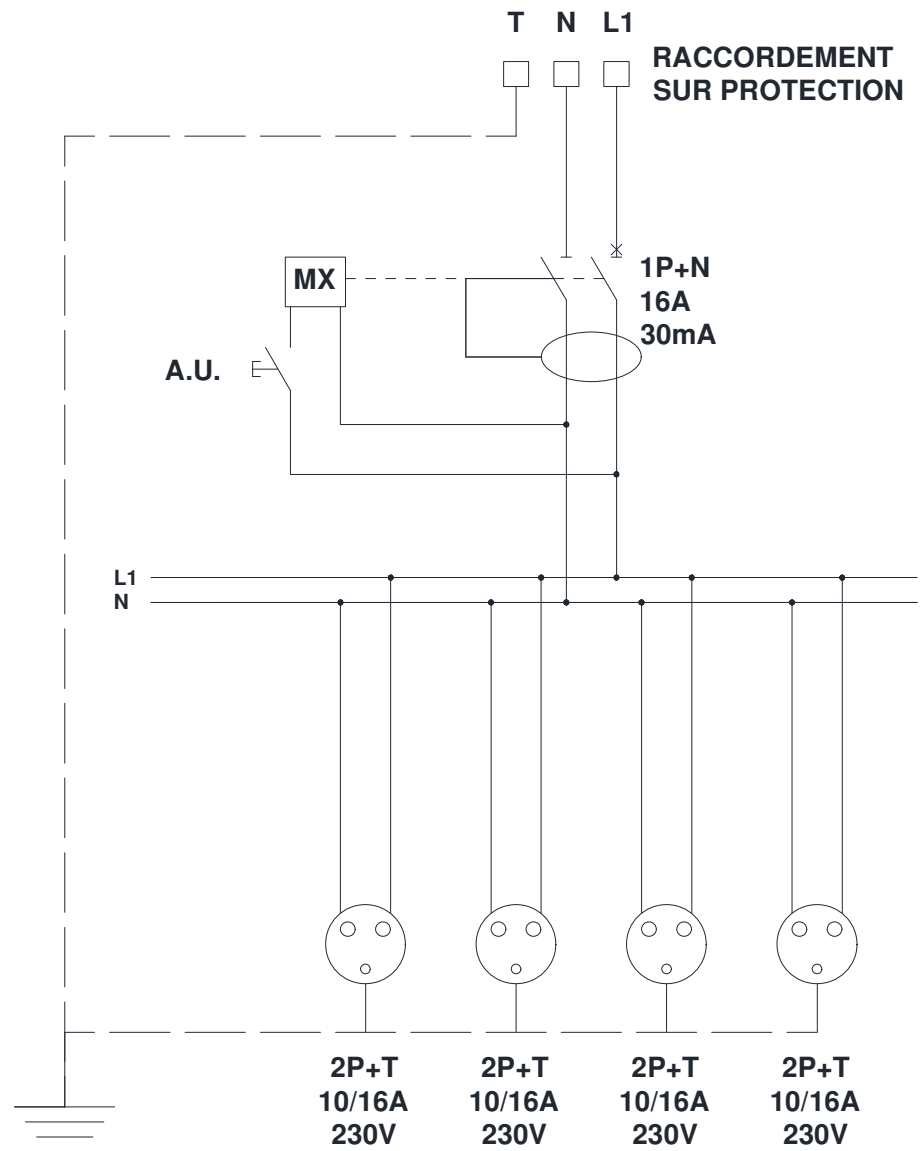 T N L1
RACCORDEMENT
SUR PROTECTION
MX
1P+N
16A
30mA
A.U.
L1
N
2P+T 2P+T 2P+T 2P+T
10/16A 10/16A 10/16A 10/16A
230V 230V 230V 230V